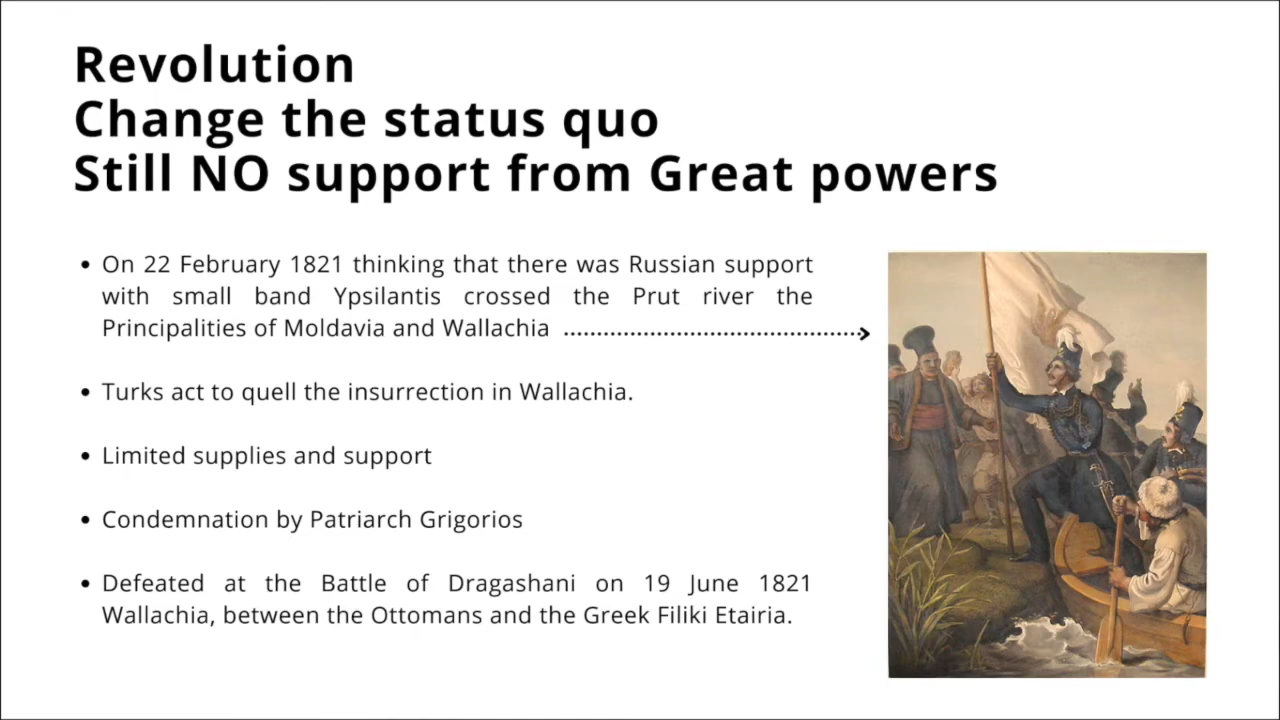 Revolution
Change the status quo
Still NO support from Great powers
• On 22 February 1821 thinking that there was Russian support
with small band Ypsilantis crossed the Prut river the
Principalities of Moldavia and Wallachia
• Turks act to quell the insurrection in Wallachia.
• Limited supplies and support
• Condemnation by Patriarch Grigorios
• Defeated at the Battle of Dragashani on 19 June 1821
Wallachia, between the Ottomans and the Greek Filiki Etairia.